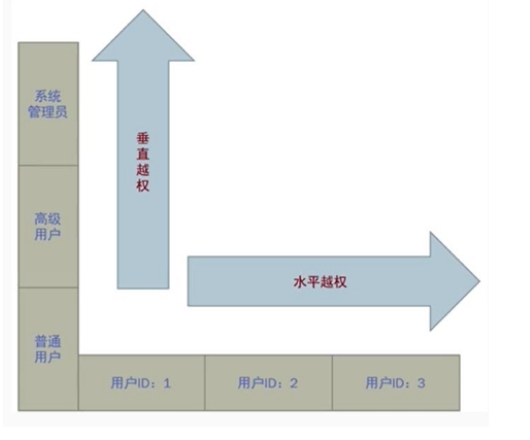 系统
管理员
高级
用户
普通
用户
垂
直
越
权
水平越权
用户ID：1
用户ID：2
用户ID：3